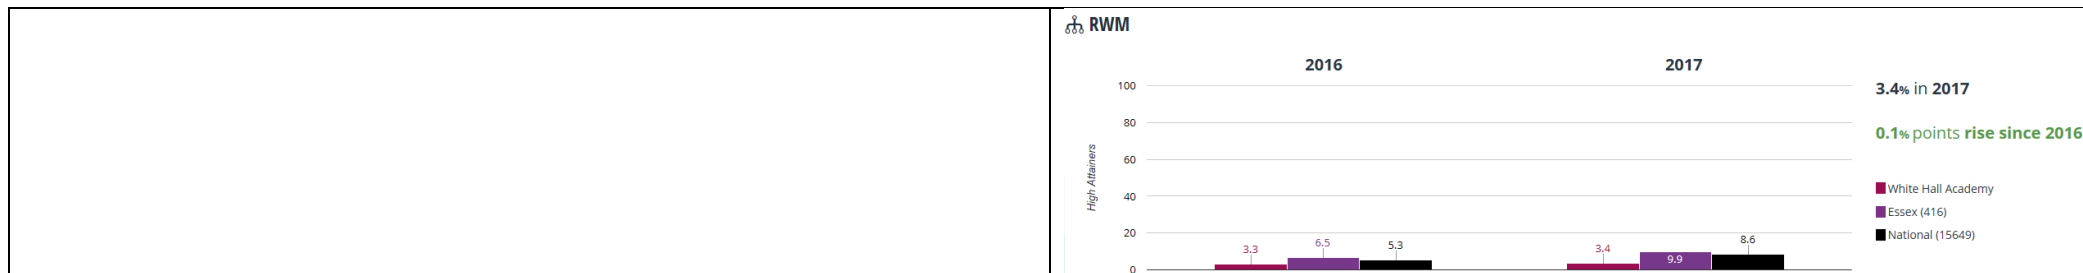 RWM
2016 2017
100
80
60
40
20
0
High Attainers
3.3 6.5 5.3 3.4 9.9 8.6
3.4% in 2017
0.1% points rise since 2016
White Hall Academy
Essex (416)
National (15649)